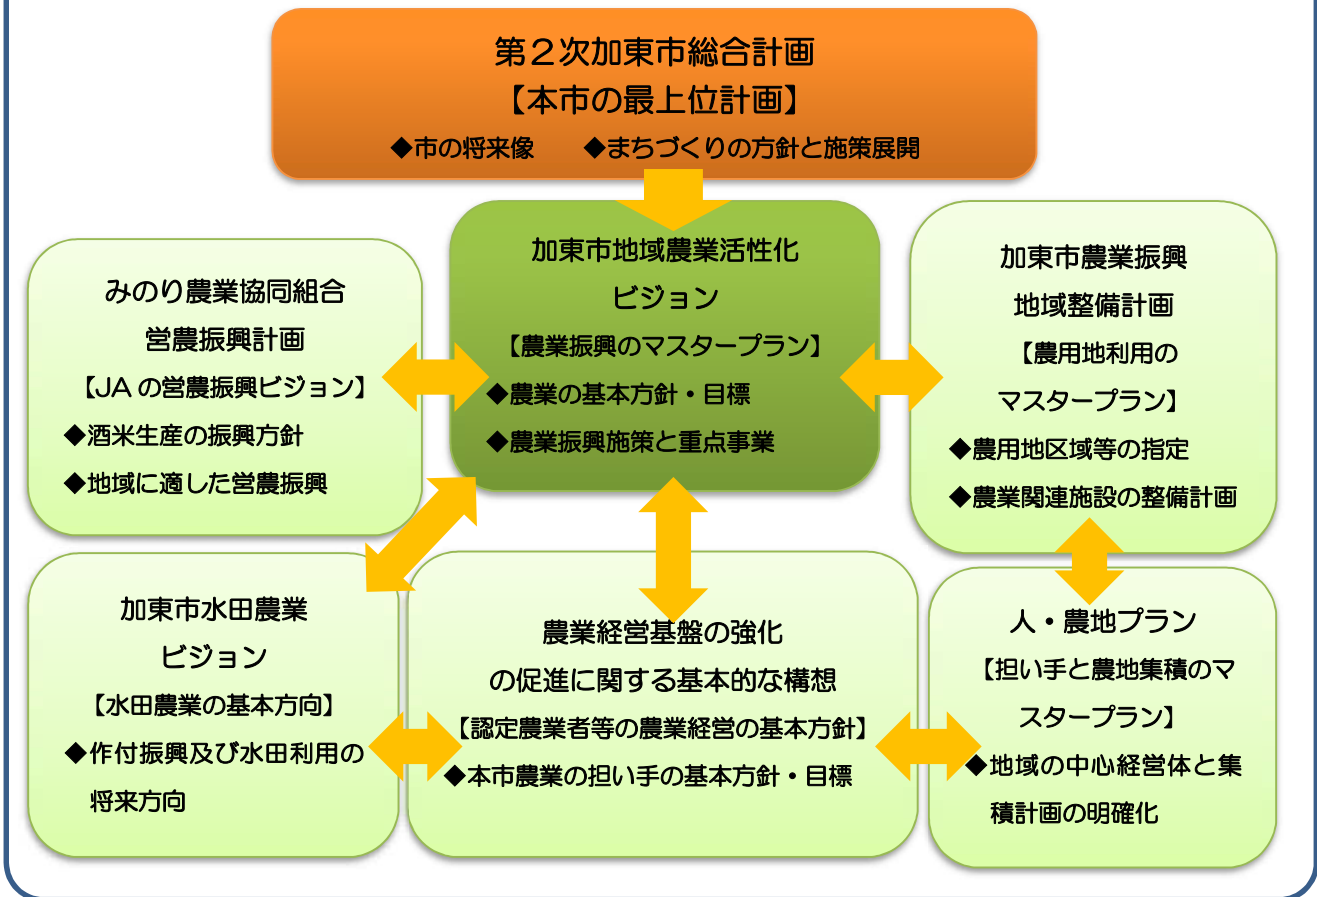 第２次加東市総合計画
【本市の最上位計画】
◆市の将来像　　◆まちづくりの方針と施策展開
加東市地域農業活性化
ビジョン
【農業振興のマスタープラン】
◆農業の基本方針・目標
◆農業振興施策と重点事業
みのり農業協同組合
営農振興計画
【JA の営農振興ビジョン】
◆酒米生産の振興方針
◆地域に適した営農振興
加東市農業振興
地域整備計画
【農用地利用の
マスタープラン】
◆農用地区域等の指定
◆農業関連施設の整備計画
加東市水田農業
ビジョン
【水田農業の基本方向】
◆作付振興及び水田利用の
将来方向
農業経営基盤の強化
の促進に関する基本的な構想
【認定農業者等の農業経営の基本方針】
◆本市農業の担い手の基本方針・目標
人・農地プラン
【担い手と農地集積のマ
スタープラン】
◆地域の中心経営体と集
積計画の明確化